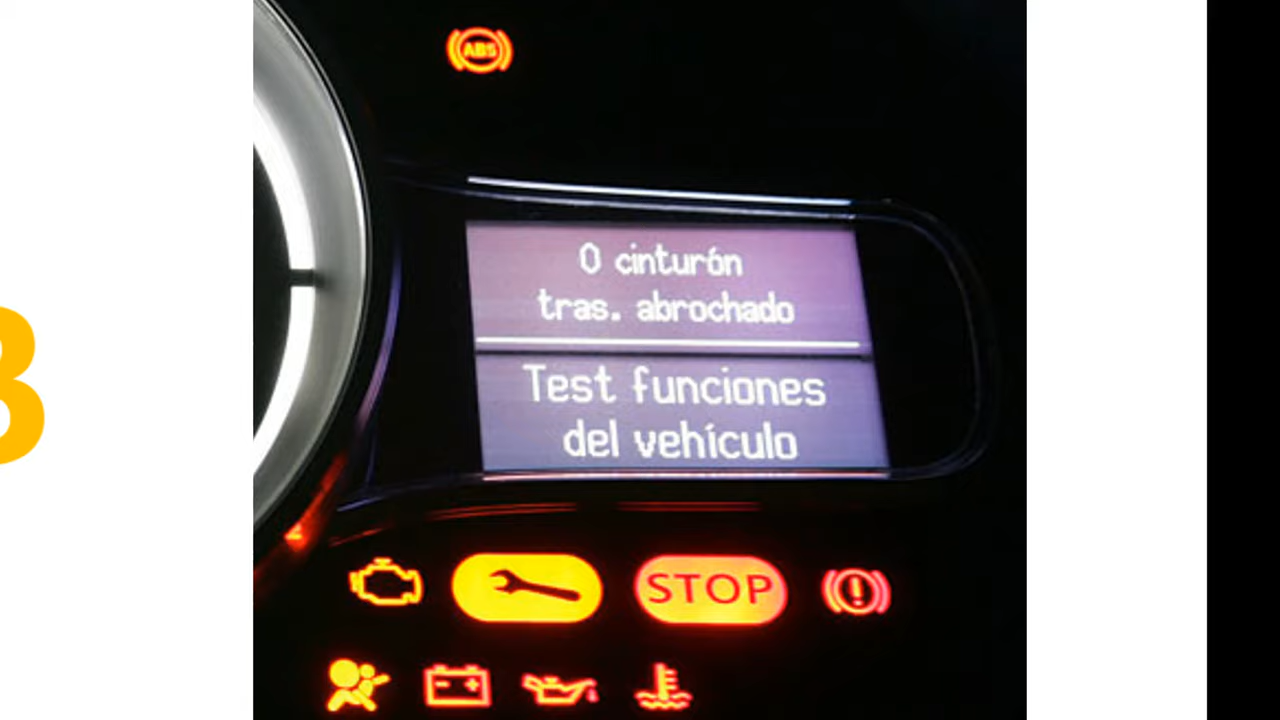 ABS
0 cinturón
tras. abrochado
Test funciones
del vehículo
STOP